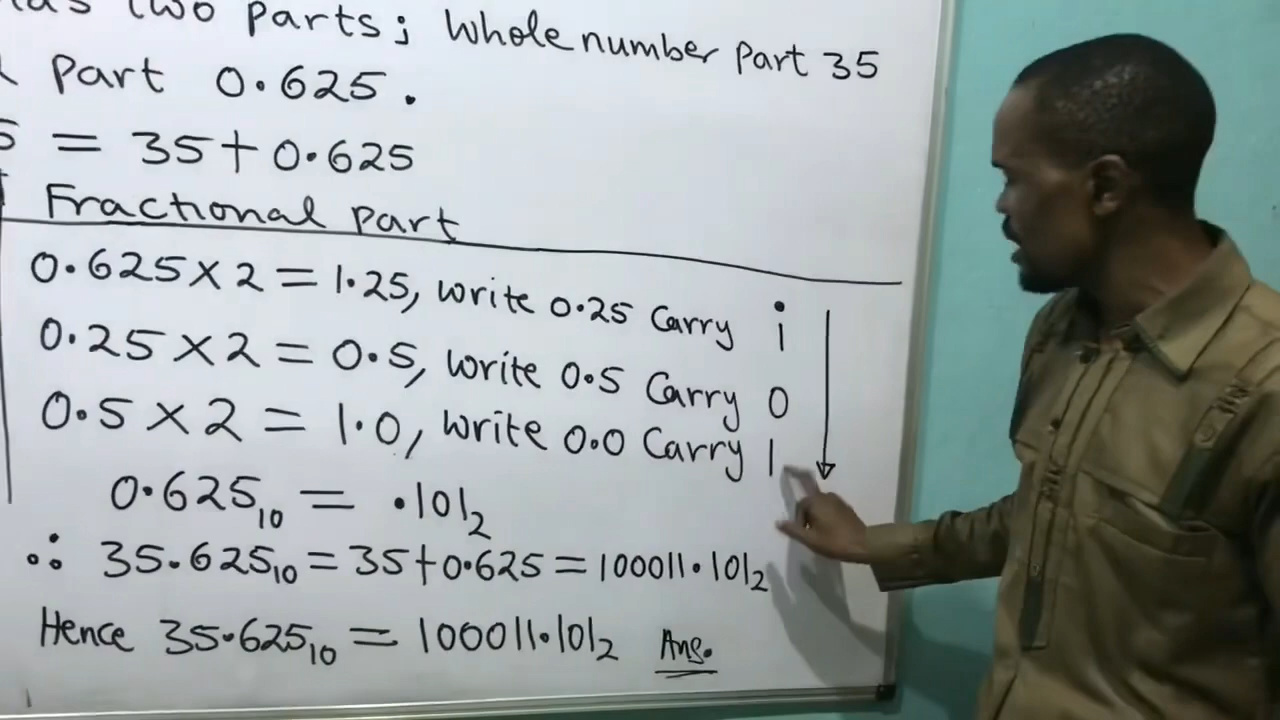 two parts; Whole number Part 35
Part 0.625.
5 = 35+0.625
Fractional part
0.625×2 = 1.25, write 0.25 Carry 1
0.25×2 = 0.5, write 0.5 Carry 0
0.5×2 = 1.0, write 0.0 Carry 1
0.625₁₀ = .101₂
∴ 35.625₁₀ = 35+0.625 = 100011.101₂
Hence 35.625₁₀ = 100011.101₂ Ans.